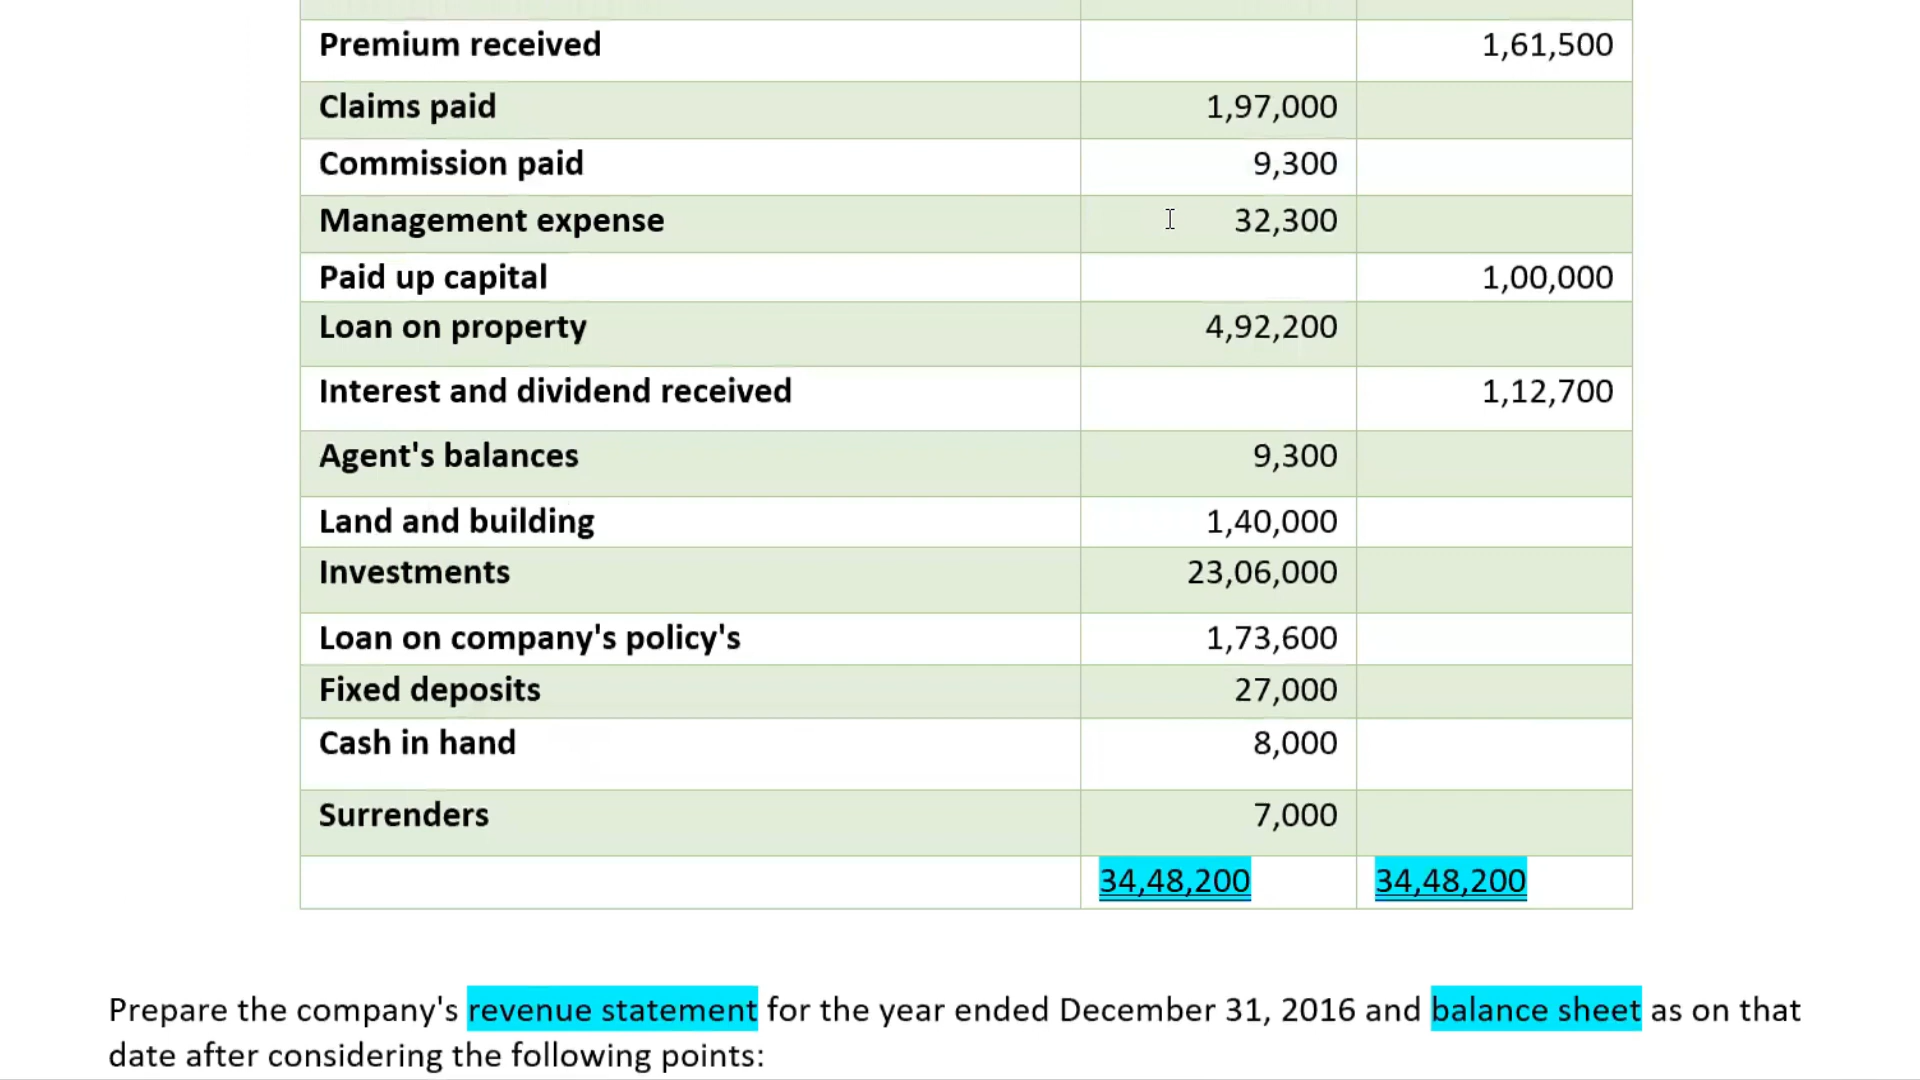 Premium received 1,61,500
Claims paid 1,97,000
Commission paid 9,300
Management expense 32,300
Paid up capital 1,00,000
Loan on property 4,92,200
Interest and dividend received 1,12,700
Agent's balances 9,300
Land and building 1,40,000
Investments 23,06,000
Loan on company's policy's 1,73,600
Fixed deposits 27,000
Cash in hand 8,000
Surrenders 7,000
34,48,200 34,48,200
Prepare the company's revenue statement for the year ended December 31, 2016 and balance sheet as on that
date after considering the following points: